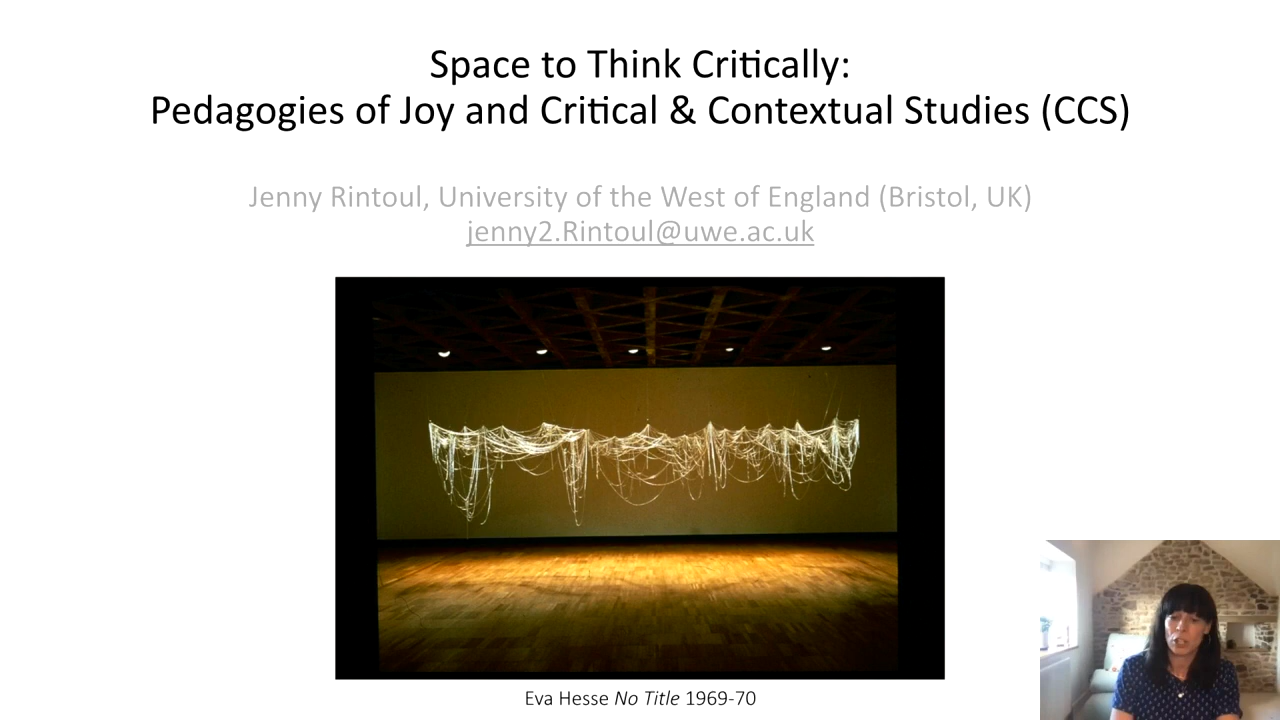 Space to Think Critically:
Pedagogies of Joy and Critical & Contextual Studies (CCS)
Jenny Rintoul, University of the West of England (Bristol, UK)
jenny2.Rintoul@uwe.ac.uk
Eva Hesse No Title 1969-70